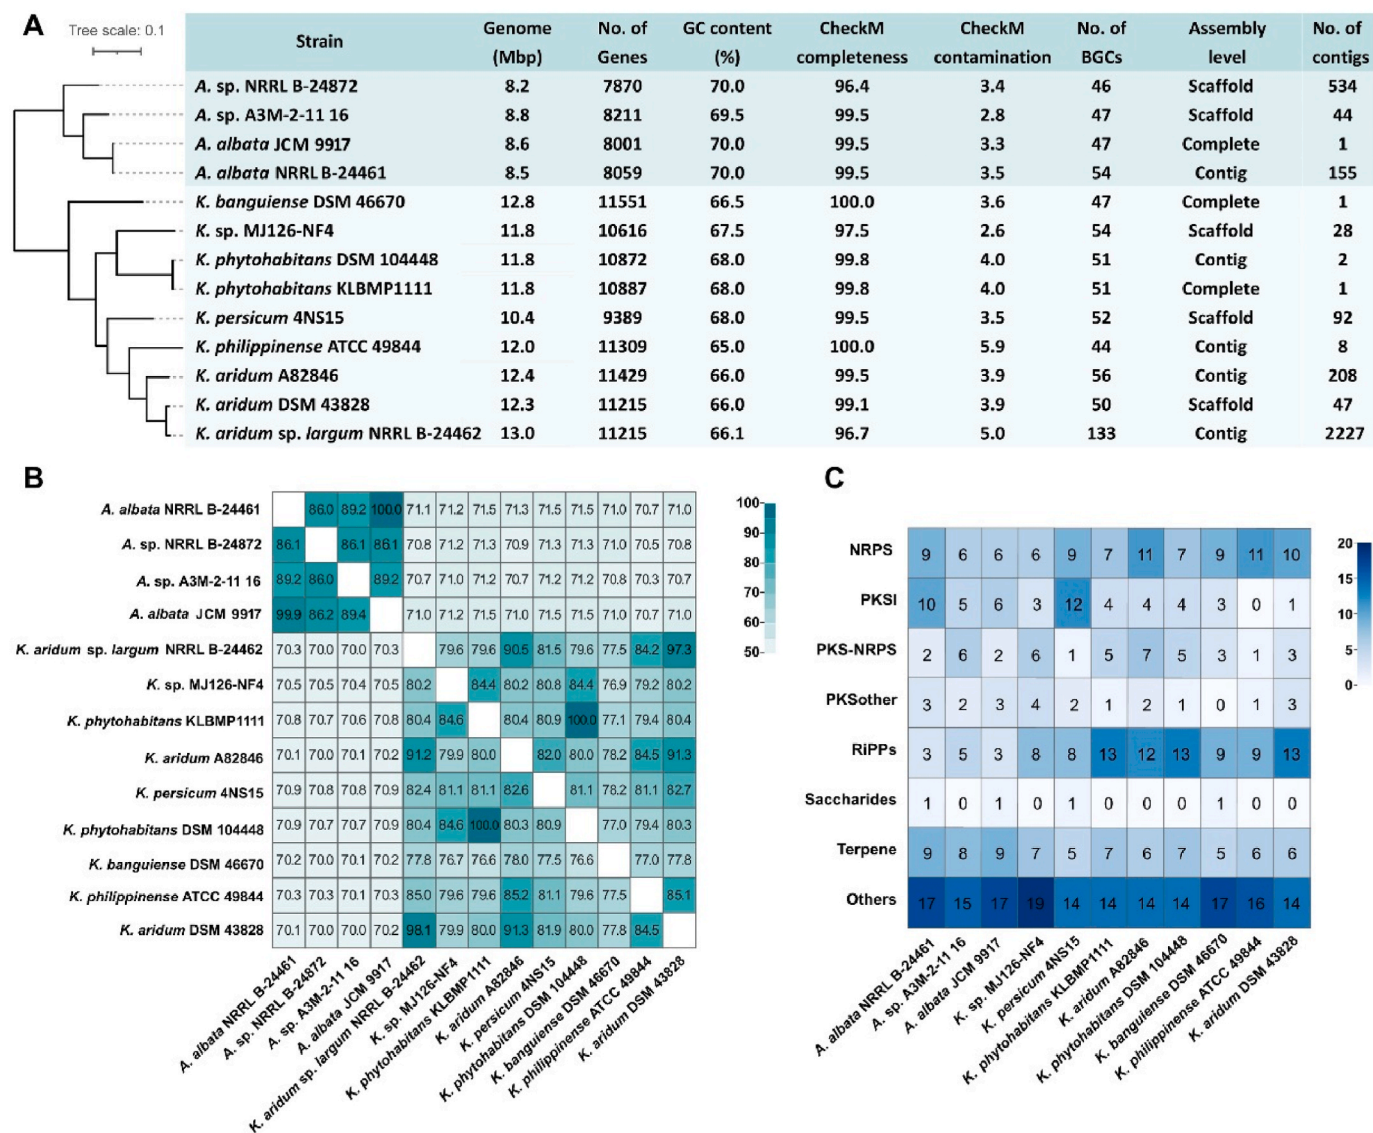 A
Tree scale: 0.1
Strain Genome (Mbp) No. of Genes GC content (%) CheckM completeness CheckM contamination No. of BGCs Assembly level No. of contigs
A. sp. NRRL B-24872 8.2 7870 70.0 96.4 3.4 46 Scaffold 534
A. sp. A3M-2-11 16 8.8 8211 69.5 99.5 2.8 47 Scaffold 44
A. albata JCM 9917 8.6 8001 70.0 99.5 3.3 47 Complete 1
A. albata NRRL B-24461 8.5 8059 70.0 99.5 3.5 54 Contig 155
K. banguiense DSM 46670 12.8 11551 66.5 100.0 3.6 47 Complete 1
K. sp. MJ126-NF4 11.8 10616 67.5 97.5 2.6 54 Scaffold 28
K. phytohabitans DSM 104448 11.8 10872 68.0 99.8 4.0 51 Contig 2
K. phytohabitans KLBMP1111 11.8 10887 68.0 99.8 4.0 51 Complete 1
K. persicum 4NS15 10.4 9389 68.0 99.5 3.5 52 Scaffold 92
K. philippinense ATCC 49844 12.0 11309 65.0 100.0 5.9 44 Contig 8
K. aridum A82846 12.4 11429 66.0 99.5 3.9 56 Contig 208
K. aridum DSM 43828 12.3 11215 66.0 99.1 3.9 50 Scaffold 47
K. aridum sp. largum NRRL B-24462 13.0 11215 66.1 96.7 5.0 133 Contig 2227
B
A. albata NRRL B-24461 86.0 89.2 100.0 71.1 71.2 71.5 71.3 71.5 71.5 71.0 70.7 71.0
A. sp. NRRL B-24872 86.1 86.1 86.1 70.8 71.2 71.3 70.9 71.3 71.3 71.0 70.5 70.8
A. sp. A3M-2-11 16 89.2 86.0 89.2 70.7 71.0 71.2 70.7 71.2 71.2 70.8 70.3 70.7
A. albata JCM 9917 99.9 86.2 89.4 71.0 71.2 71.5 71.0 71.5 71.5 71.0 70.7 71.0
K. aridum sp. largum NRRL B-24462 70.3 70.0 70.0 70.3 79.6 79.6 90.5 81.5 79.6 77.5 84.2 97.3
K. sp. MJ126-NF4 70.5 70.5 70.4 70.5 80.2 84.4 80.2 80.8 84.4 76.9 79.2 80.2
K. phytohabitans KLBMP1111 70.8 70.7 70.6 70.8 80.4 84.6 80.4 80.9 100.0 77.1 79.4 80.4
K. aridum A82846 70.1 70.0 70.1 70.2 91.2 79.9 80.0 82.0 80.0 78.2 84.5 91.3
K. persicum 4NS15 70.9 70.8 70.8 70.9 82.4 81.1 81.1 82.6 81.1 78.2 81.1 82.7
K. phytohabitans DSM 104448 70.9 70.7 70.7 70.9 80.4 84.6 100.0 80.3 80.9 77.0 79.4 80.3
K. banguiense DSM 46670 70.2 70.0 70.1 70.2 77.8 76.7 76.6 78.0 77.5 76.6 77.0 77.8
K. philippinense ATCC 49844 70.3 70.3 70.1 70.3 85.0 79.6 79.6 85.2 81.1 79.6 77.5 85.1
K. aridum DSM 43828 70.1 70.0 70.0 70.2 98.1 79.9 80.0 91.3 81.9 80.0 77.8 84.5
A. albata NRRL B-24461
A. sp. NRRL B-24872
A. sp. A3M-2-11 16
A. albata JCM 9917
K. aridum sp. largum NRRL B-24462
K. sp. MJ126-NF4
K. phytohabitans KLBMP1111
K. aridum A82846
K. persicum 4NS15
K. phytohabitans DSM 104448
K. banguiense DSM 46670
K. philippinense ATCC 49844
K. aridum DSM 43828
100
90
80
70
60
50
C
NRPS 9 6 6 6 9 7 11 7 9 11 10
PKSI 10 5 6 3 12 4 4 4 3 0 1
PKS-NRPS 2 6 2 6 1 5 7 5 3 1 3
PKSother 3 2 3 4 2 1 2 1 0 1 3
RiPPs 3 5 3 8 8 13 12 13 9 9 13
Saccharides 1 0 1 0 1 0 0 0 1 0 0
Terpene 9 8 9 7 5 7 6 7 5 6 6
Others 17 15 17 19 14 14 14 14 17 16 14
A. albata NRRL B-24461
A. sp. A3M-2-11 16
A. albata JCM 9917
K. sp. MJ126-NF4
K. persicum 4NS15
K. phytohabitans KLBMP1111
K. aridum A82846
K. phytohabitans DSM 104448
K. banguiense DSM 46670
K. philippinense ATCC 49844
K. aridum DSM 43828
20
15
10
5
0